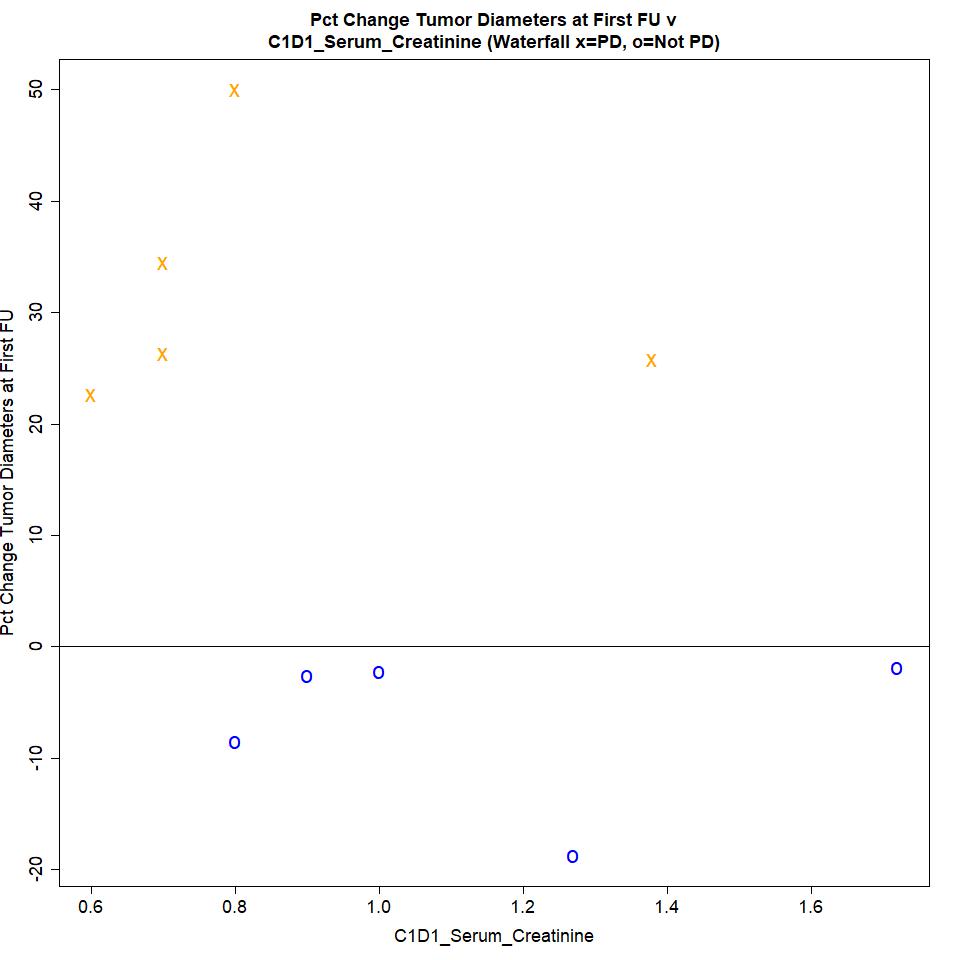 Pct Change Tumor Diameters at First FU v
C1D1_Serum_Creatinine (Waterfall x=PD, o=Not PD)
Pct Change Tumor Diameters at First FU
50
40
30
20
10
0
-10
-20
X
X
X
X
X
O
O
O
O
O
0.6
0.8
1.0
1.2
1.4
1.6
C1D1_Serum_Creatinine